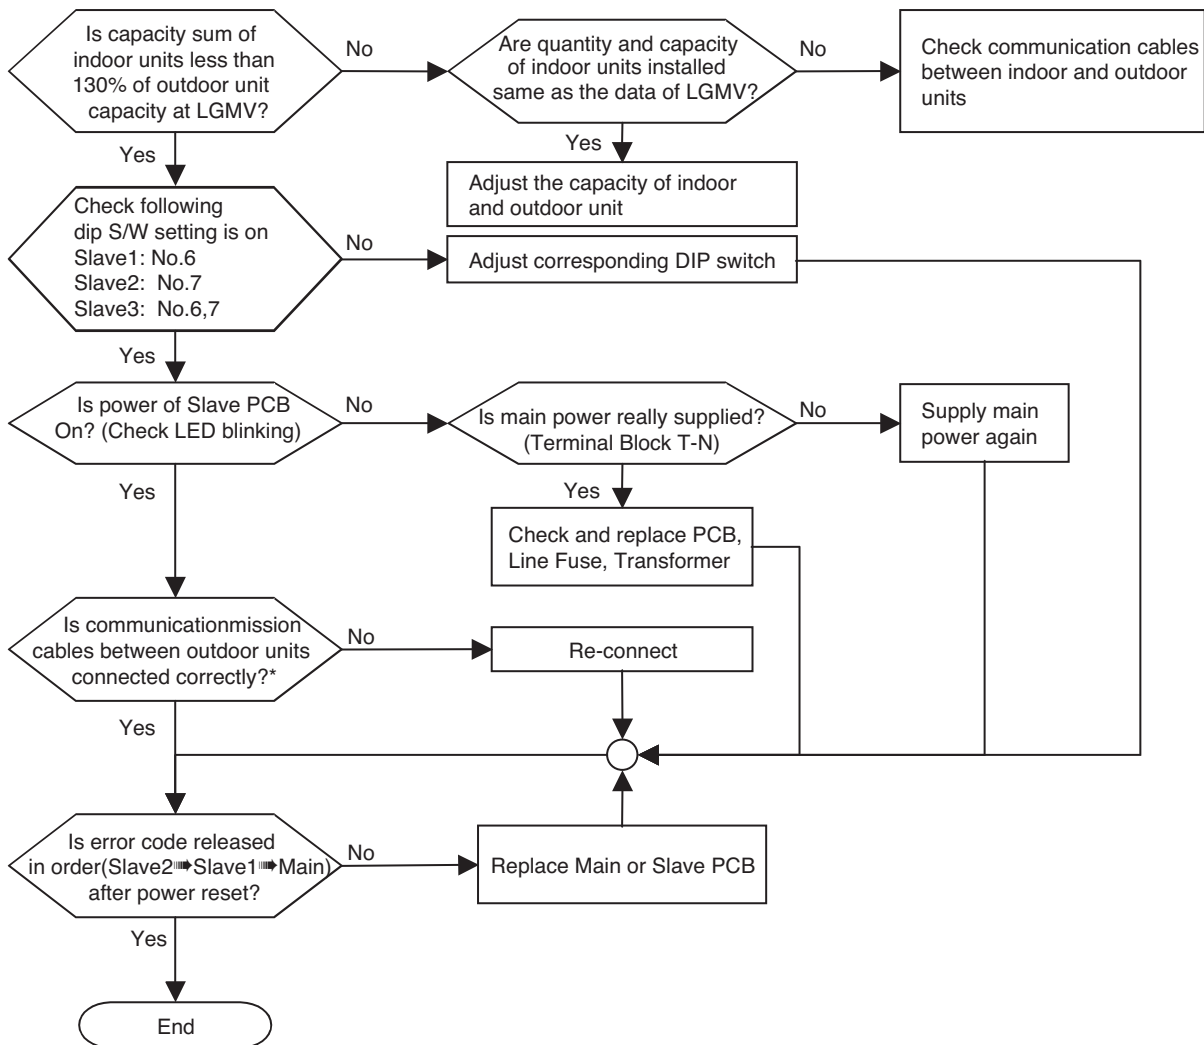 Is capacity sum of
indoor units less than
130% of outdoor unit
capacity at LGMV?
No
Are quantity and capacity
of indoor units installed
same as the data of LGMV?
No
Check communication cables
between indoor and outdoor
units
Yes
Yes
Adjust the capacity of indoor
and outdoor unit
Check following
dip S/W setting is on
Slave1: No.6
Slave2: No.7
Slave3: No.6,7
No
Adjust corresponding DIP switch
Yes
Is power of Slave PCB
On? (Check LED blinking)
No
Is main power really supplied?
(Terminal Block T-N)
No
Supply main
power again
Yes
Yes
Check and replace PCB,
Line Fuse, Transformer
Is communicationmission
cables between outdoor units
connected correctly?*
No
Re-connect
Yes
Is error code released
in order(Slave2➠Slave1➠Main)
after power reset?
No
Replace Main or Slave PCB
Yes
End